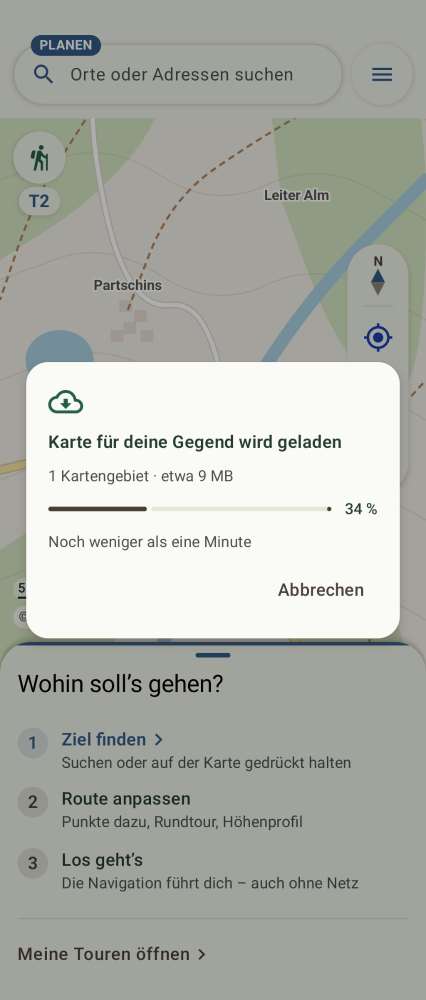 PLANEN
Orte oder Adressen suchen
T2
Leiter Alm
N
Partschins
Karte für deine Gegend wird geladen
1 Kartengebiet · etwa 9 MB
34 %
Noch weniger als eine Minute
Abbrechen
5
©
Wohin soll’s gehen?
1
Ziel finden
Suchen oder auf der Karte gedrückt halten
2
Route anpassen
Punkte dazu, Rundtour, Höhenprofil
3
Los geht’s
Die Navigation führt dich – auch ohne Netz
Meine Touren öffnen